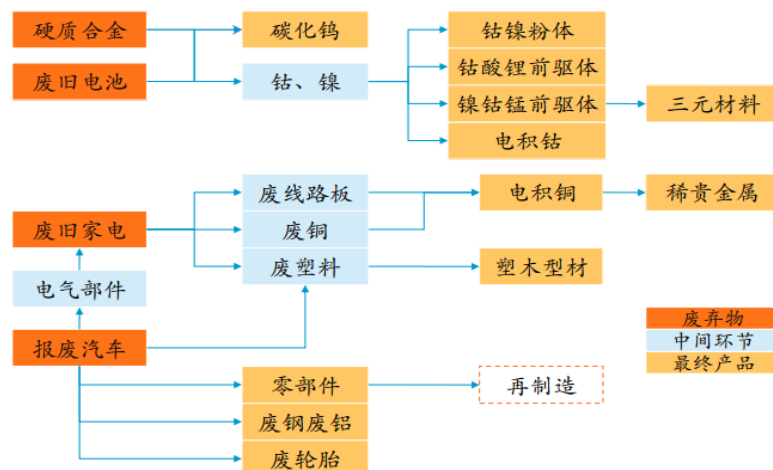 硬质合金
碳化钨
钴镍粉体
废旧电池
钴、镍
钴酸锂前驱体
镍钴锰前驱体
三元材料
电积钴
废线路板
电积铜
稀贵金属
废旧家电
废铜
废塑料
塑木型材
电气部件
报废汽车
零部件
再制造
废钢废铝
废轮胎
废弃物
中间环节
最终产品